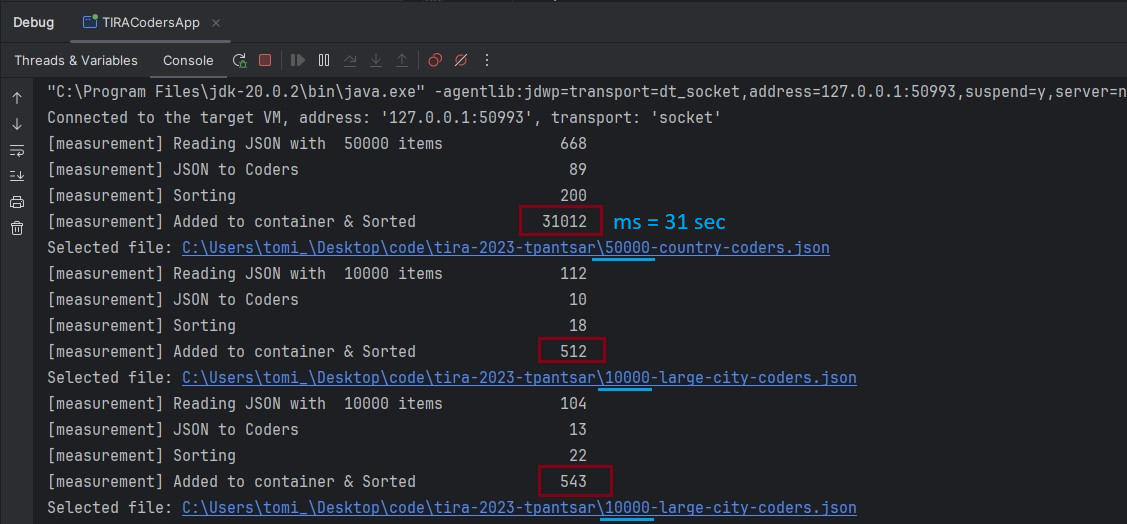 Debug TIRACodersApp ×
Threads & Variables Console
"C:\Program Files\jdk-20.0.2\bin\java.exe" -agentlib:jdwp=transport=dt_socket,address=127.0.0.1:50993,suspend=y,server=n
Connected to the target VM, address: '127.0.0.1:50993', transport: 'socket'
[measurement] Reading JSON with  50000 items 668
[measurement] JSON to Coders 89
[measurement] Sorting 200
[measurement] Added to container & Sorted 31012 ms = 31 sec
Selected file: C:\Users\tomi_\Desktop\code\tira-2023-tpantsar\50000-country-coders.json
[measurement] Reading JSON with  10000 items 112
[measurement] JSON to Coders 10
[measurement] Sorting 18
[measurement] Added to container & Sorted 512
Selected file: C:\Users\tomi_\Desktop\code\tira-2023-tpantsar\10000-large-city-coders.json
[measurement] Reading JSON with  10000 items 104
[measurement] JSON to Coders 13
[measurement] Sorting 22
[measurement] Added to container & Sorted 543
Selected file: C:\Users\tomi_\Desktop\code\tira-2023-tpantsar\10000-large-city-coders.json